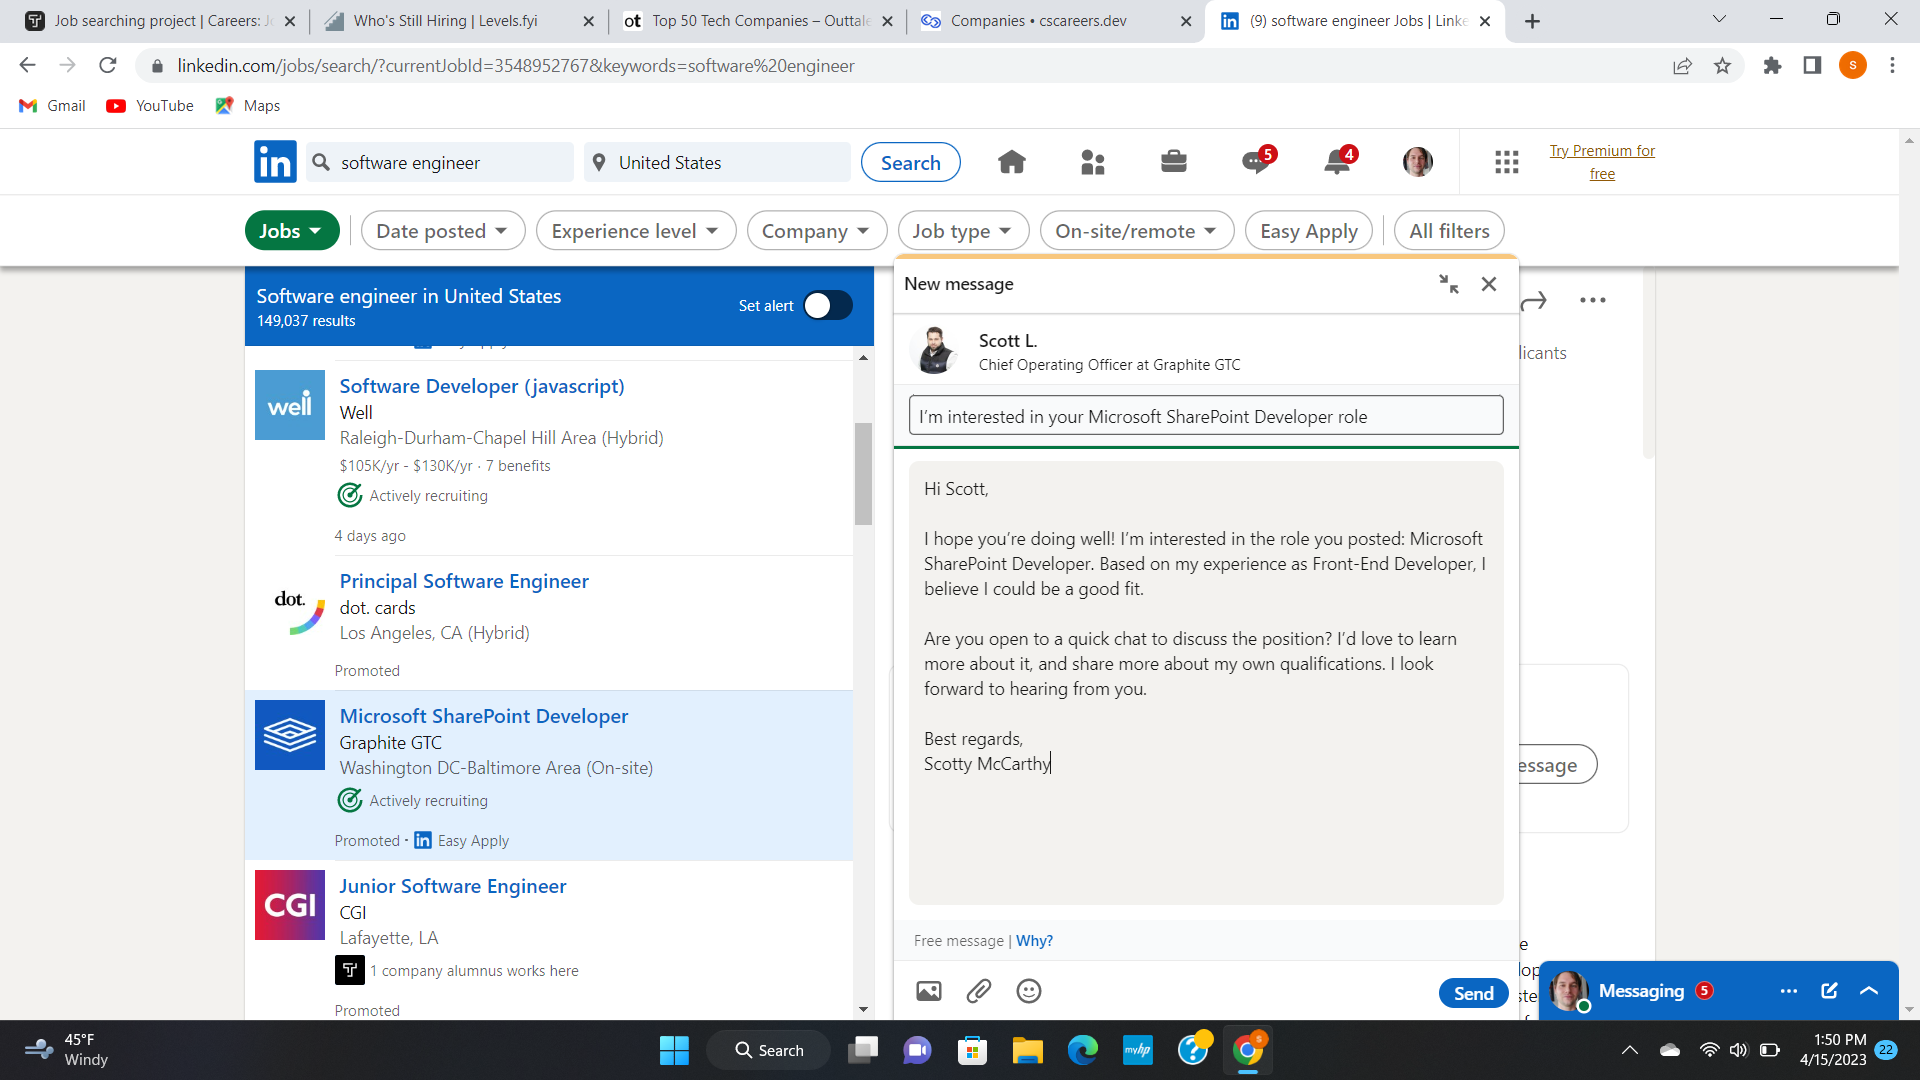 Job searching project | Careers: J
Who's Still Hiring | Levels.fyi
ot
Top 50 Tech Companies – Outtale
Companies • cscareers.dev
in
(9) software engineer Jobs | Linke
linkedin.com/jobs/search/?currentJobId=3548952767&keywords=software%20engineer
S
Gmail
YouTube
Maps
in
software engineer
United States
Search
5
4
Try Premium for
free
Jobs
Date posted
Experience level
Company
Job type
On-site/remote
Easy Apply
All filters
Software engineer in United States
149,037 results
Set alert
New message
Scott L.
Chief Operating Officer at Graphite GTC
licants
I'm interested in your Microsoft SharePoint Developer role
well
Software Developer (javascript)
Well
Raleigh-Durham-Chapel Hill Area (Hybrid)
$105K/yr - $130K/yr · 7 benefits
Actively recruiting
4 days ago
dot.
Principal Software Engineer
dot. cards
Los Angeles, CA (Hybrid)
Promoted
Microsoft SharePoint Developer
Graphite GTC
Washington DC-Baltimore Area (On-site)
Actively recruiting
Promoted · in Easy Apply
CGI
Junior Software Engineer
CGI
Lafayette, LA
1 company alumnus works here
Promoted
Hi Scott,
I hope you're doing well! I'm interested in the role you posted: Microsoft
SharePoint Developer. Based on my experience as Front-End Developer, I
believe I could be a good fit.
Are you open to a quick chat to discuss the position? I'd love to learn
more about it, and share more about my own qualifications. I look
forward to hearing from you.
Best regards,
Scotty McCarthy
essage
Free message | Why?
Send
e
lop
ste
Messaging
5
45°F
Windy
Search
myhp
1:50 PM
4/15/2023
22